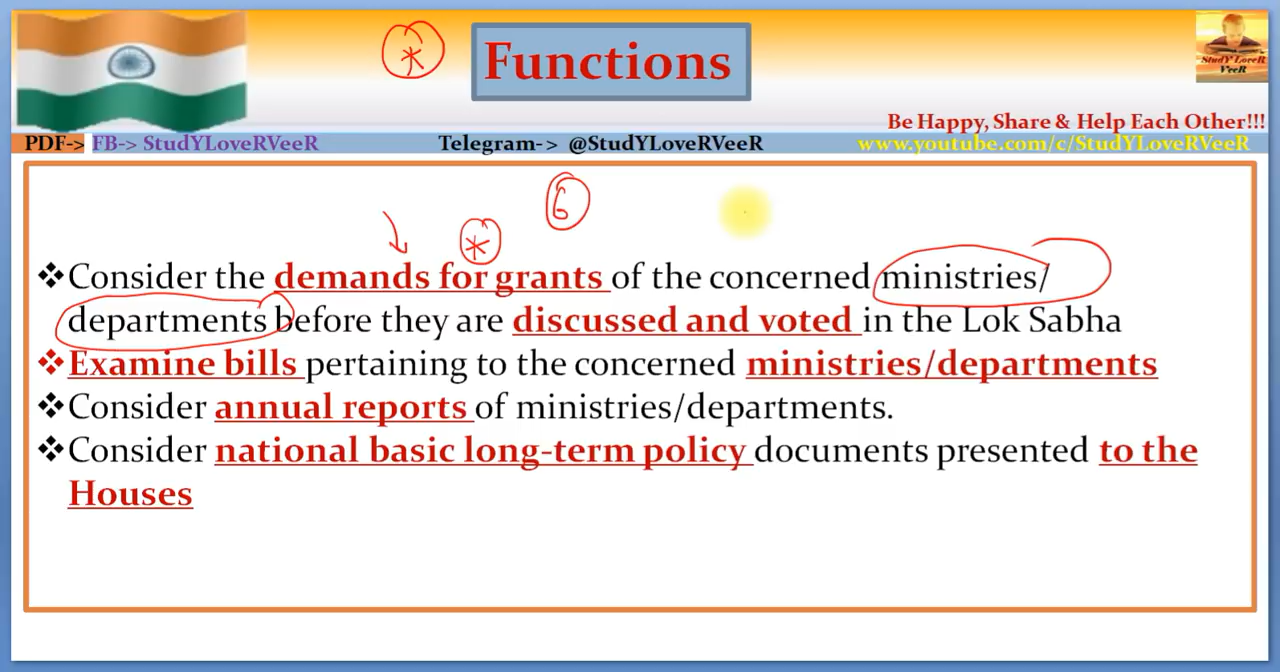 *
Functions
StudY LoveR
VeeR
Be Happy, Share & Help Each Other!!!
PDF-> FB-> StudYLoveRVeeR Telegram-> @StudYLoveRVeeR www.youtube.com/c/StudYLoveRVeeR
6
*
❖Consider the demands for grants of the concerned ministries/
departments before they are discussed and voted in the Lok Sabha
❖Examine bills pertaining to the concerned ministries/departments
❖Consider annual reports of ministries/departments.
❖Consider national basic long-term policy documents presented to the
Houses